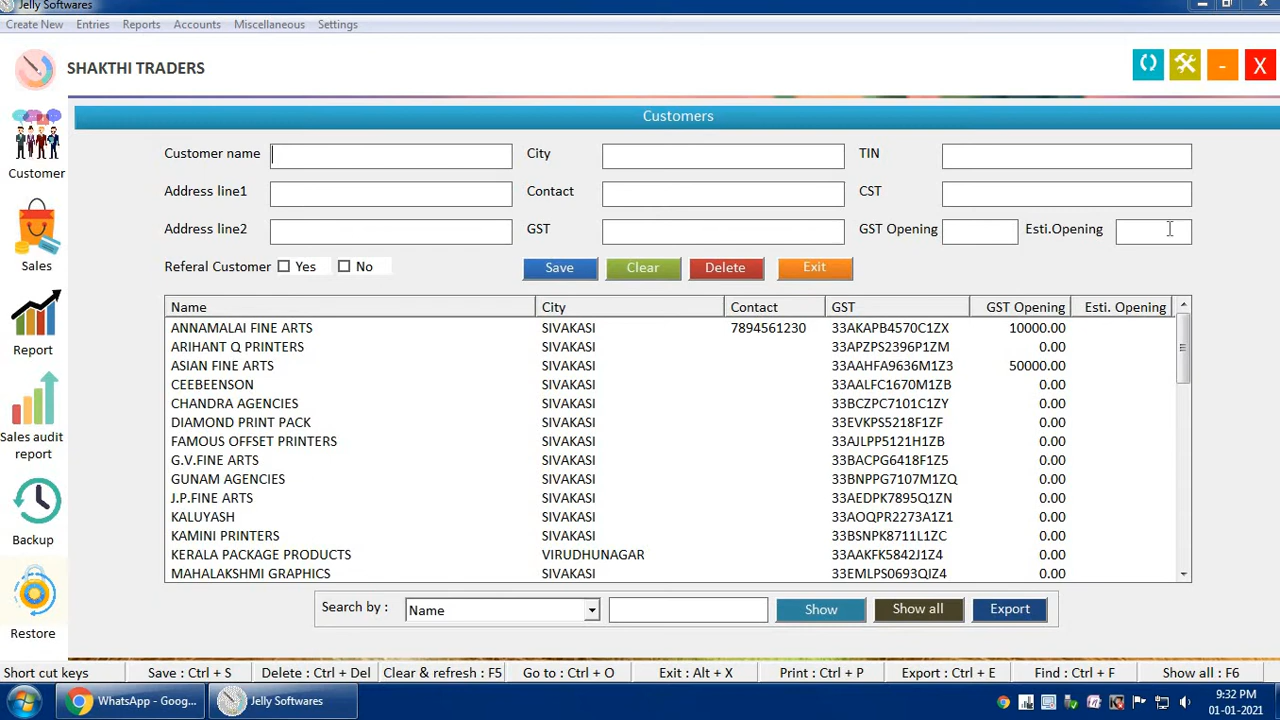 Jelly Softwares
Create New Entries Reports Accounts Miscellaneous Settings
SHAKTHI TRADERS
- X
Customers
Customer name City TIN
Address line1 Contact CST
Address line2 GST GST Opening Esti.Opening
Referal Customer Yes No Save Clear Delete Exit
Name City Contact GST GST Opening Esti. Opening
ANNAMALAI FINE ARTS SIVAKASI 7894561230 33AKAPB4570C1ZX 10000.00
ARIHANT Q PRINTERS SIVAKASI 33APZPS2396P1ZM 0.00
ASIAN FINE ARTS SIVAKASI 33AAHFA9636M1Z3 50000.00
CEEBEENSON SIVAKASI 33AALFC1670M1ZB 0.00
CHANDRA AGENCIES SIVAKASI 33BCZPC7101C1ZY 0.00
DIAMOND PRINT PACK SIVAKASI 33EVKPS5218F1ZF 0.00
FAMOUS OFFSET PRINTERS SIVAKASI 33AJLPP5121H1ZB 0.00
G.V.FINE ARTS SIVAKASI 33BACPG6418F1Z5 0.00
GUNAM AGENCIES SIVAKASI 33BNPPG7107M1ZQ 0.00
J.P.FINE ARTS SIVAKASI 33AEDPK7895Q1ZN 0.00
KALUYASH SIVAKASI 33AOQPR2273A1Z1 0.00
KAMINI PRINTERS SIVAKASI 33BSNPK8711L1ZC 0.00
KERALA PACKAGE PRODUCTS VIRUDHUNAGAR 33AAKFK5842J1Z4 0.00
MAHALAKSHMI GRAPHICS SIVAKASI 33EMLPS0693QIZ4 0.00
Search by : Name Show Show all Export
Customer
Sales
Report
Sales audit
report
Backup
Restore
Short cut keys Save : Ctrl + S Delete : Ctrl + Del Clear & refresh : F5 Go to : Ctrl + O Exit : Alt + X Print : Ctrl + P Export : Ctrl + E Find : Ctrl + F Show all : F6
WhatsApp - Goog... Jelly Softwares 9:32 PM
01-01-2021